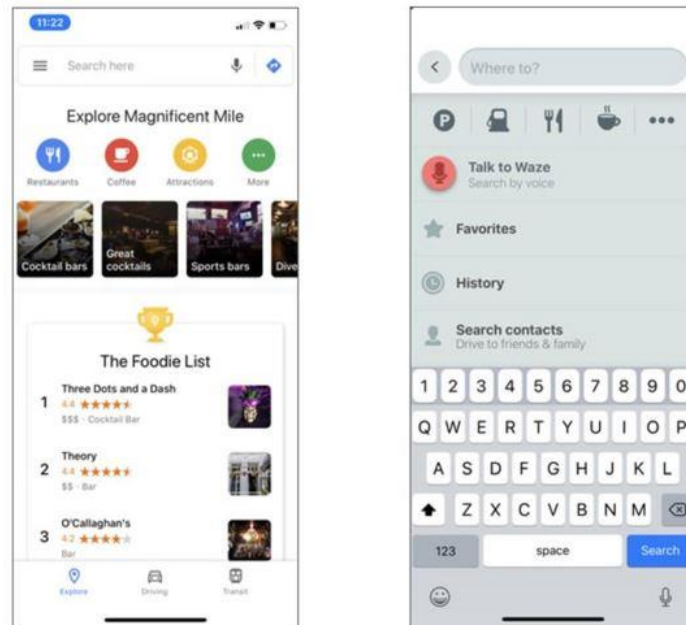 11:22
Search here
Explore Magnificent Mile
Restaurants Coffee Attractions More
Cocktail bars Great cocktails Sports bars Dive
The Foodie List
1 Three Dots and a Dash
4.4
$$$ · Cocktail Bar
2 Theory
4.4
$$ · Bar
3 O'Callaghan's
4.2
Bar
Explore Driving Transit
Where to?
P
Talk to Waze
Search by voice
Favorites
History
Search contacts
Drive to friends & family
1 2 3 4 5 6 7 8 9 0
Q W E R T Y U I O P
A S D F G H J K L
Z X C V B N M
123 space Search